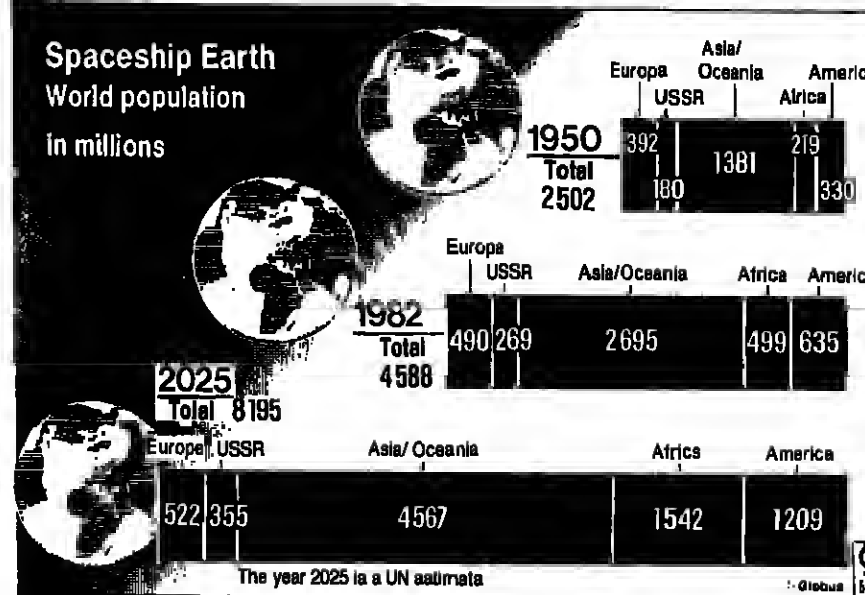 Spaceship Earth
World population
in millions
Asia/
Europa Oceania Americ
USSR Africa
1950
Total
2502
392 180 1381 219 330
Europa USSR Asia/Oceania Africa Americ
1982
Total
4588
490 269 2695 499 635
2025
Total 8195
Europe USSR Asia/Oceania Africs America
522 355 4567 1542 1209
The year 2025 is a UN aatimata
Globus